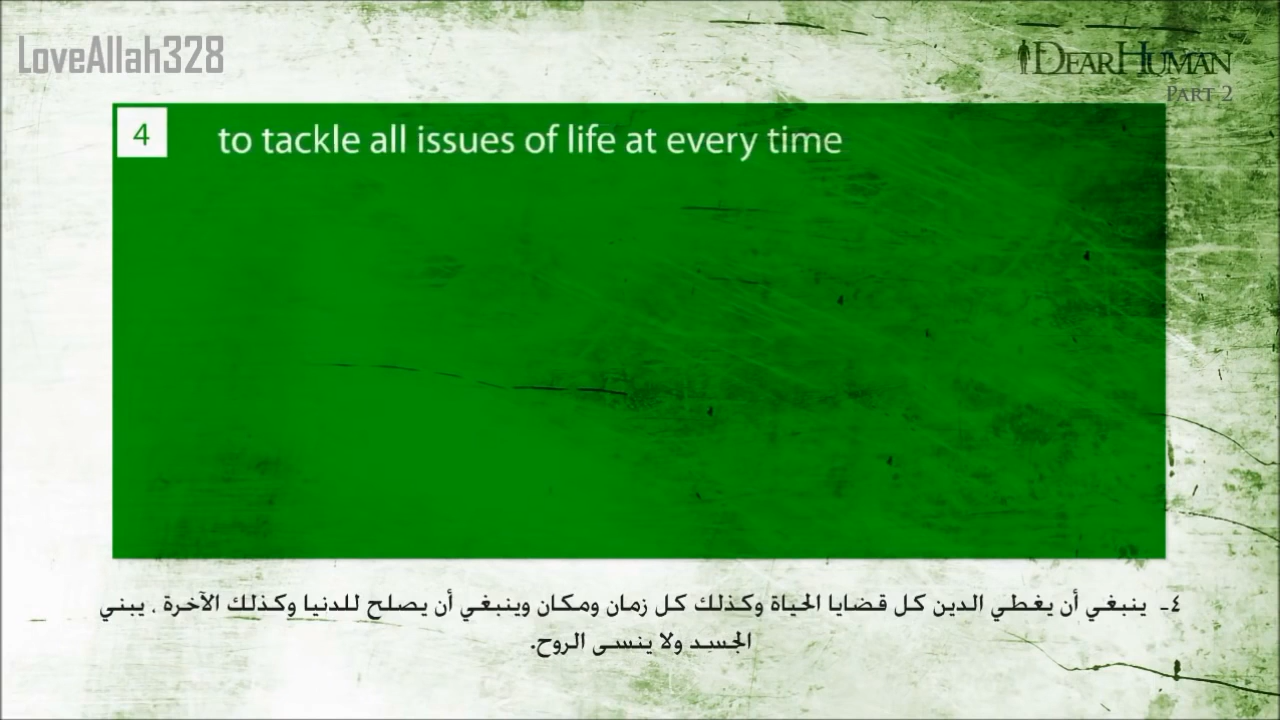 LoveAllah328
DEARHUMAN
PART 2
4
to tackle all issues of life at every time
٤- ينبغي أن يغطي الدين كل قضايا الحياة وكذلك كل زمان ومكان وينبغي أن يصلح للدنيا وكذلك الآخرة . يبني
الجسد ولا ينسى الروح.